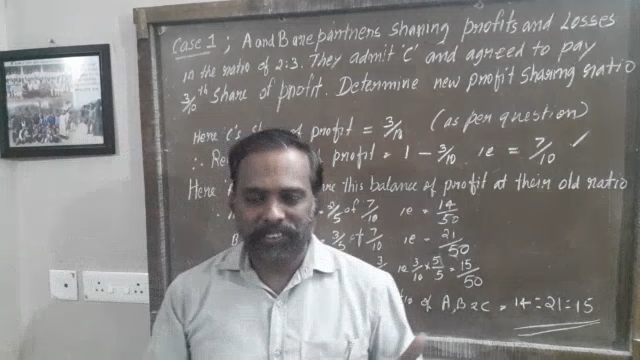 Case 1; A and B are partners sharing profits and Losses
in the ratio of 2:3. They admit 'C' and agreed to pay
3/10th share of profit. Determine new profit sharing ratio
Here C's of profit = 3/10 (as per question)
∴ profit = 1 - 3/10 ie = 7/10 ✓
Here this balance of profit at their old ratio
2/5 of 7/10 ie = 14/50
3/5 of 7/10 ie = 21/50
3 ie 3/10 × 5/5 = 15/50
of A, B & C = 14:21:15